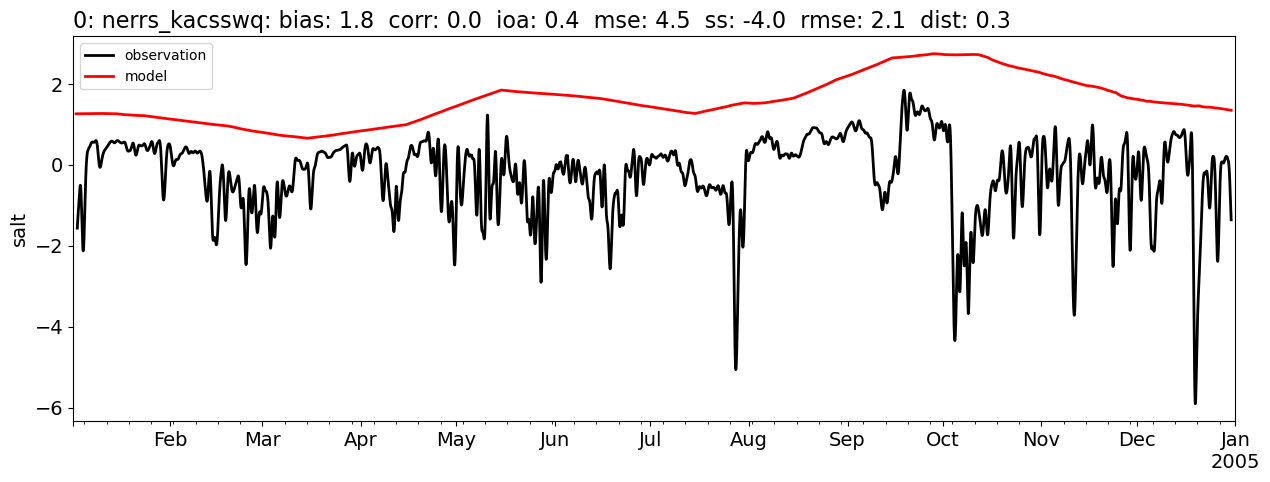 0: nerrs_kacsswq: bias: 1.8  corr: 0.0  ioa: 0.4  mse: 4.5  ss: -4.0  rmse: 2.1  dist: 0.3
observation
model
salt
2
0
−2
−4
−6
Feb Mar Apr May Jun Jul Aug Sep Oct Nov Dec Jan
2005